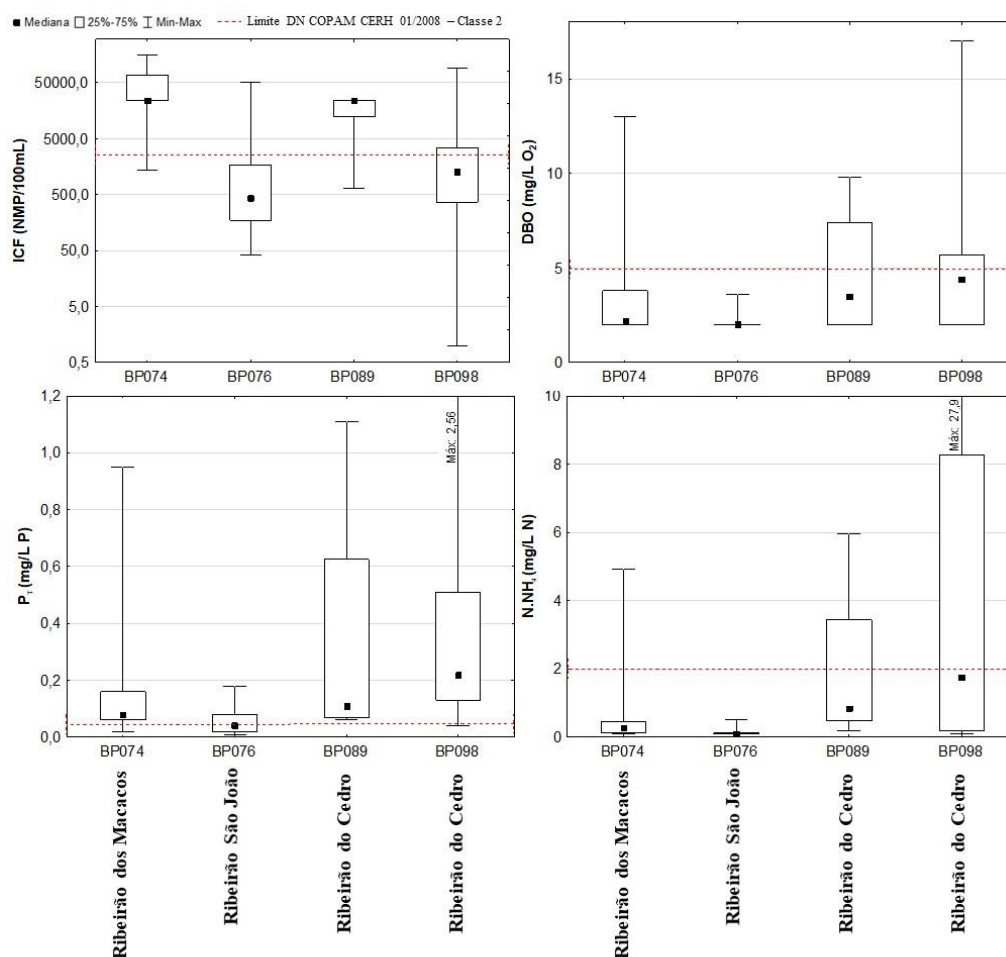 Mediana 25%-75% Min-Max Limite DN COPAM CERH 01/2008 – Classe 2
ICF (NMP/100mL)
50000,0
5000,0
500,0
50,0
5,0
0,5
BP074 BP076 BP089 BP098
DBO (mg/L O₂)
15
10
5
0
BP074 BP076 BP089 BP098
P_T (mg/L P)
1,2
1,0
0,8
0,6
0,4
0,2
0,0
Máx: 2,56
BP074 BP076 BP089 BP098
Ribeirão dos Macacos
Ribeirão São João
Ribeirão do Cedro
Ribeirão do Cedro
N.NH₄ (mg/L N)
10
8
6
4
2
0
Máx: 27,9
BP074 BP076 BP089 BP098
Ribeirão dos Macacos
Ribeirão São João
Ribeirão do Cedro
Ribeirão do Cedro